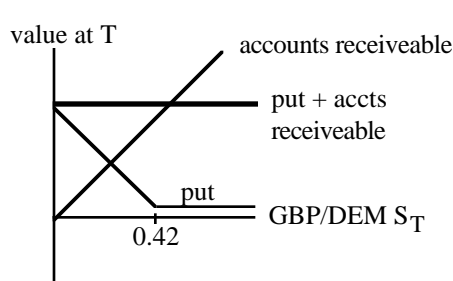 value at T
accounts receiveable
put + accts
receiveable
put
GBP/DEM S_T
0.42